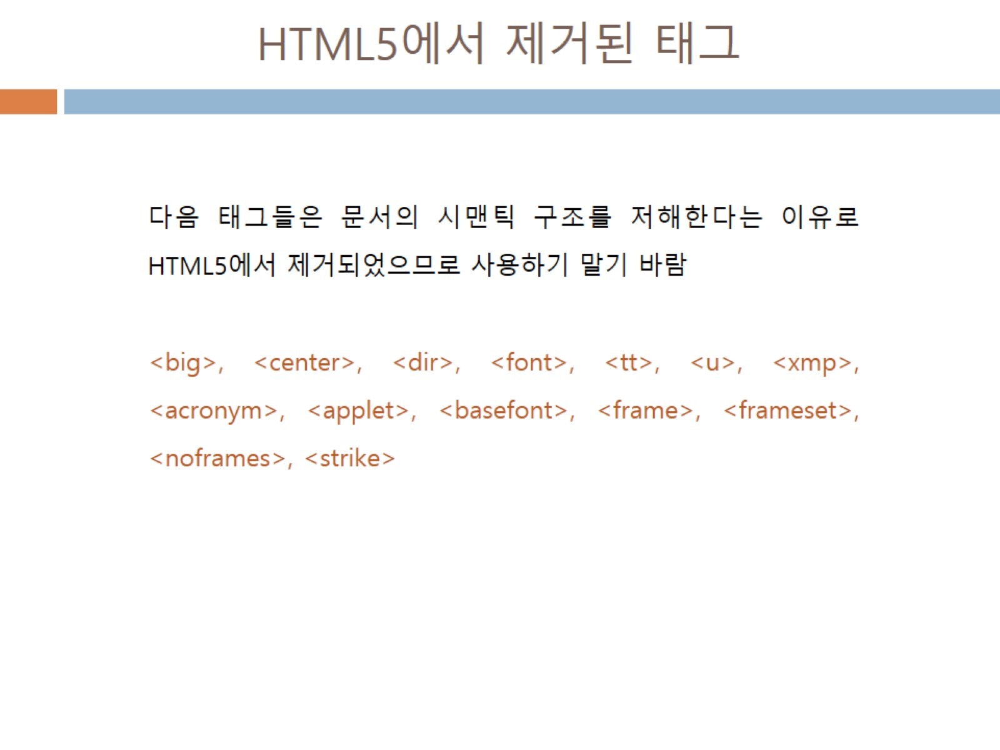 HTML5에서 제거된 태그
다음 태그들은 문서의 시맨틱 구조를 저해한다는 이유로
HTML5에서 제거되었으므로 사용하기 말기 바람
<big>, <center>, <dir>, <font>, <tt>, <u>, <xmp>,
<acronym>, <applet>, <basefont>, <frame>, <frameset>,
<noframes>, <strike>